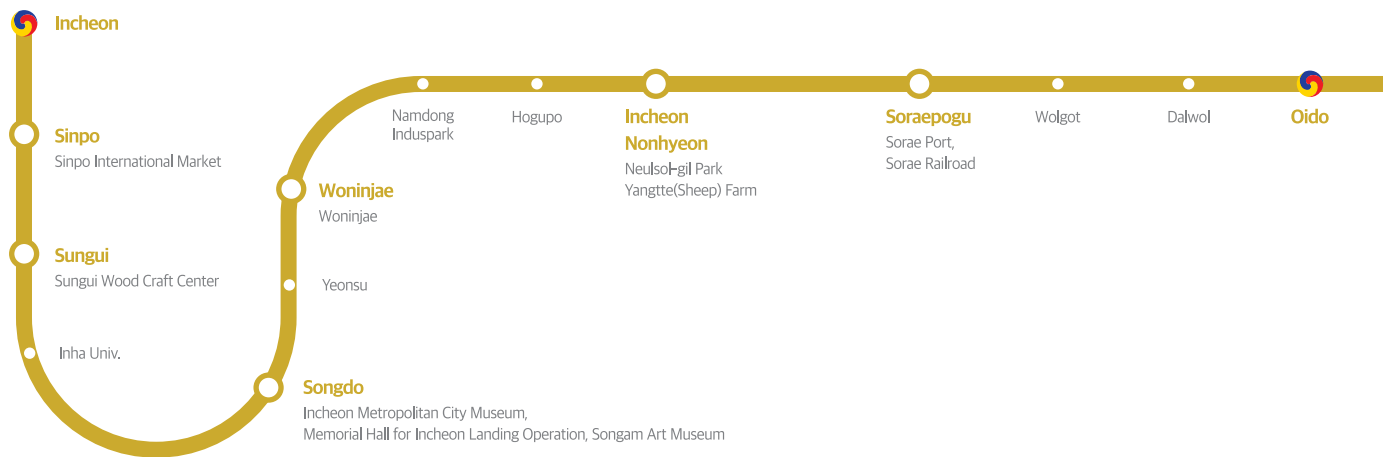 Incheon
Sinpo
Sinpo International Market
Sungui
Sungui Wood Craft Center
Inha Univ.
Songdo
Incheon Metropolitan City Museum,
Memorial Hall for Incheon Landing Operation, Songam Art Museum
Yeonsu
Woninjae
Woninjae
Namdong
Induspark
Hogupo
Incheon
Nonhyeon
Neulsol-gil Park
Yangtte(Sheep) Farm
Soraepogu
Sorae Port,
Sorae Railroad
Wolgot
Dalwol
Oido